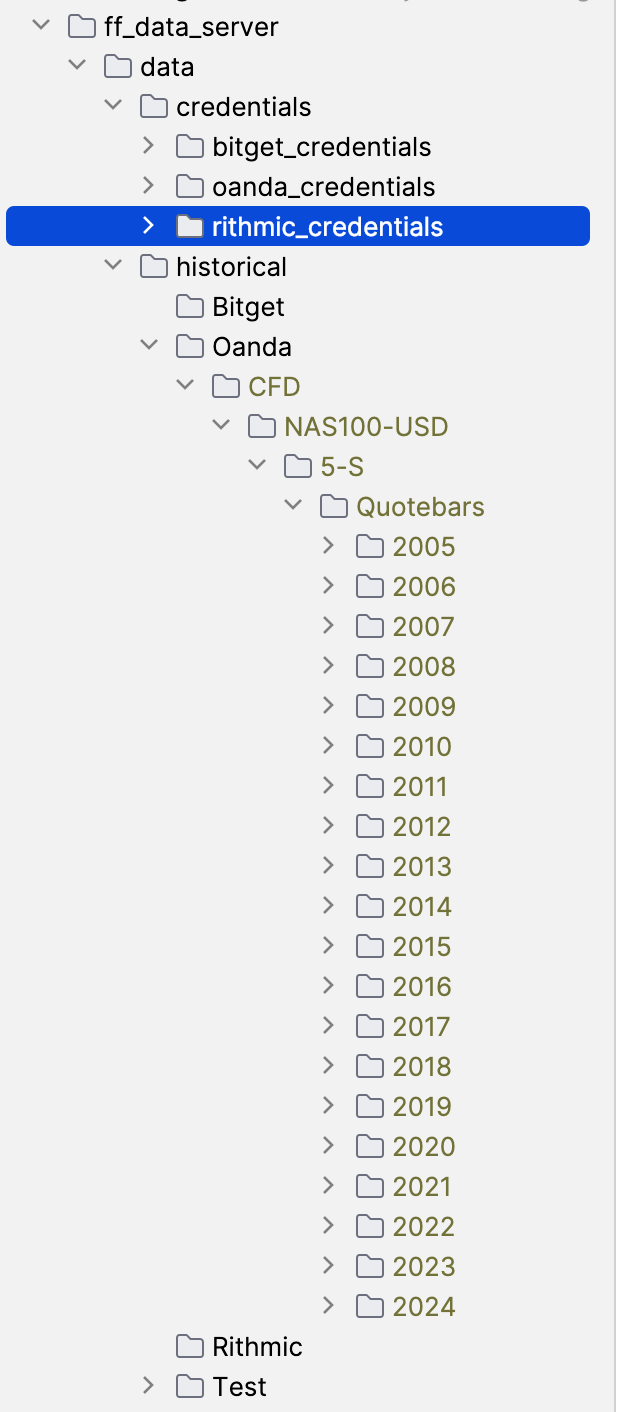 ff_data_server
data
credentials
bitget_credentials
oanda_credentials
rithmic_credentials
historical
Bitget
Oanda
CFD
NAS100-USD
5-S
Quotebars
2005
2006
2007
2008
2009
2010
2011
2012
2013
2014
2015
2016
2017
2018
2019
2020
2021
2022
2023
2024
Rithmic
Test